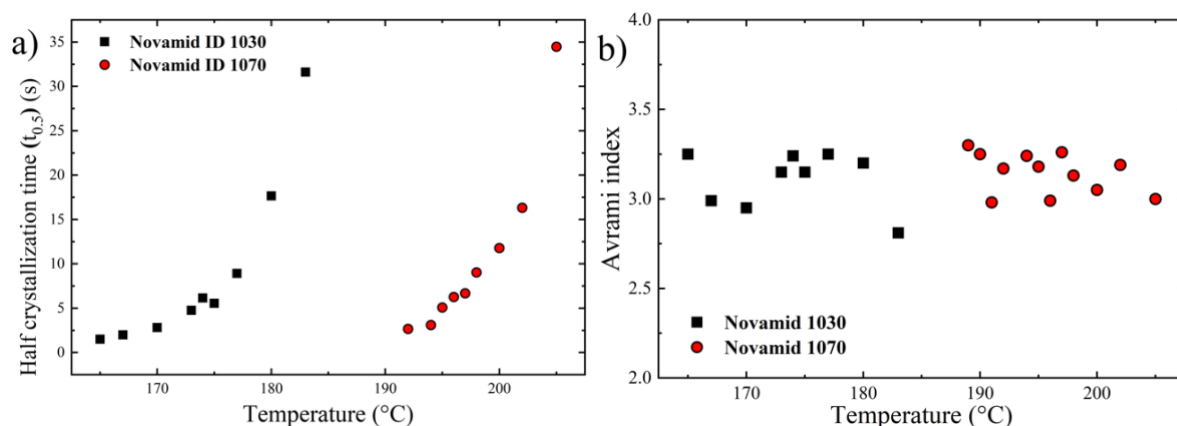 a)
Novamid ID 1030
Novamid ID 1070
Half crystallization time (t0.5) (s)
35
30
25
20
15
10
5
0
170
180
190
200
Temperature (°C)
b)
Avrami index
4.0
3.5
3.0
2.5
2.0
Novamid 1030
Novamid 1070
170
180
190
200
Temperature (°C)